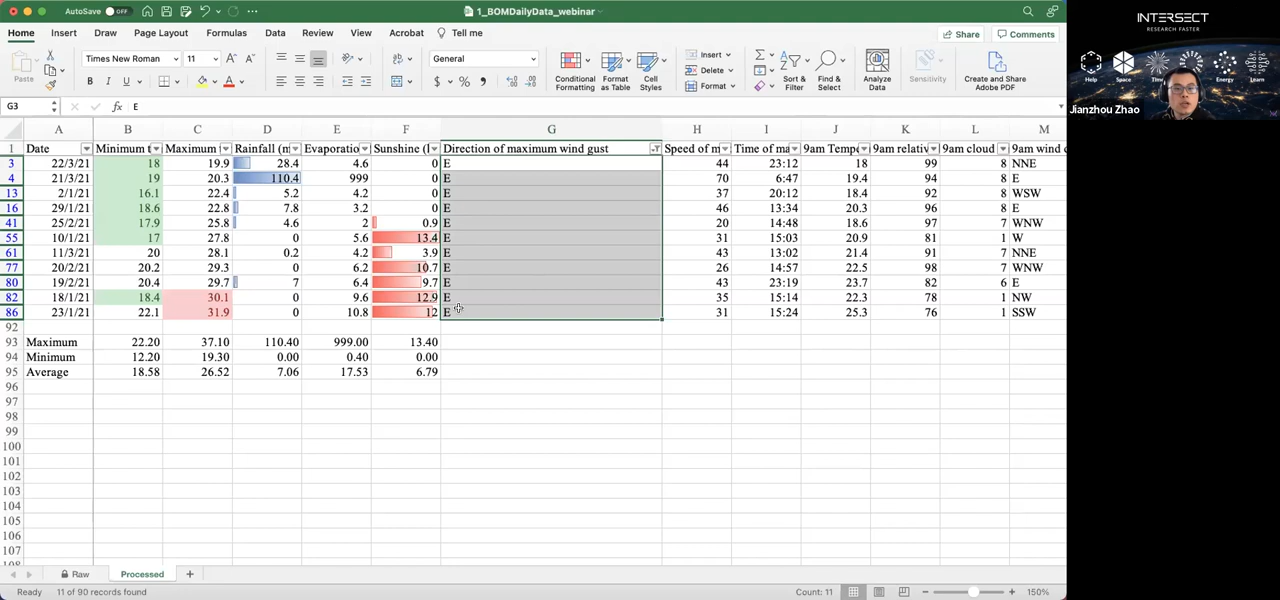 AutoSave OFF 1_BOMDailyData_webinar
Home Insert Draw Page Layout Formulas Data Review View Acrobat Tell me Share Comments
Paste Times New Roman 11 General Conditional Formatting Format as Table Cell Styles Insert Delete Format Sort & Filter Find & Select Analyze Data Sensitivity Create and Share Adobe PDF
G3 fx E
A B C D E F G H I J K L M
1 Date Minimum t Maximum Rainfall (m Evaporatio Sunshine (l Direction of maximum wind gust Speed of m Time of ma 9am Tempe 9am relativ 9am cloud 9am wind c
3 22/3/21 18 19.9 28.4 4.6 0 E 44 23:12 18 99 8 NNE
4 21/3/21 19 20.3 110.4 999 0 E 70 6:47 19.4 94 8 E
13 2/1/21 16.1 22.4 5.2 4.2 0 E 37 20:12 18.4 92 8 WSW
16 29/1/21 18.6 22.8 7.8 3.2 0 E 46 13:34 20.3 96 8 E
41 25/2/21 17.9 25.8 4.6 2 0.9 E 20 14:48 18.6 97 7 WNW
55 10/1/21 17 27.8 0 5.6 13.4 E 31 15:03 20.9 81 1 W
61 11/3/21 20 28.1 0.2 4.2 3.9 E 43 13:02 21.4 91 7 NNE
77 20/2/21 20.2 29.3 0 6.2 10.7 E 26 14:57 22.5 98 7 WNW
80 19/2/21 20.4 29.7 7 6.4 9.7 E 43 23:19 23.7 82 6 E
82 18/1/21 18.4 30.1 0 9.6 12.9 E 35 15:14 22.3 78 1 NW
86 23/1/21 22.1 31.9 0 10.8 12 E 31 15:24 25.3 76 1 SSW
92
93 Maximum 22.20 37.10 110.40 999.00 13.40
94 Minimum 12.20 19.30 0.00 0.40 0.00
95 Average 18.58 26.52 7.06 17.53 6.79
96
97
98
99
100
101
102
103
104
105
106
107
108
Raw Processed
Ready 11 of 90 records found Count: 11 150%
INTERSECT
RESEARCH FASTER
Help Space Energy Learn
Jianzhou Zhao